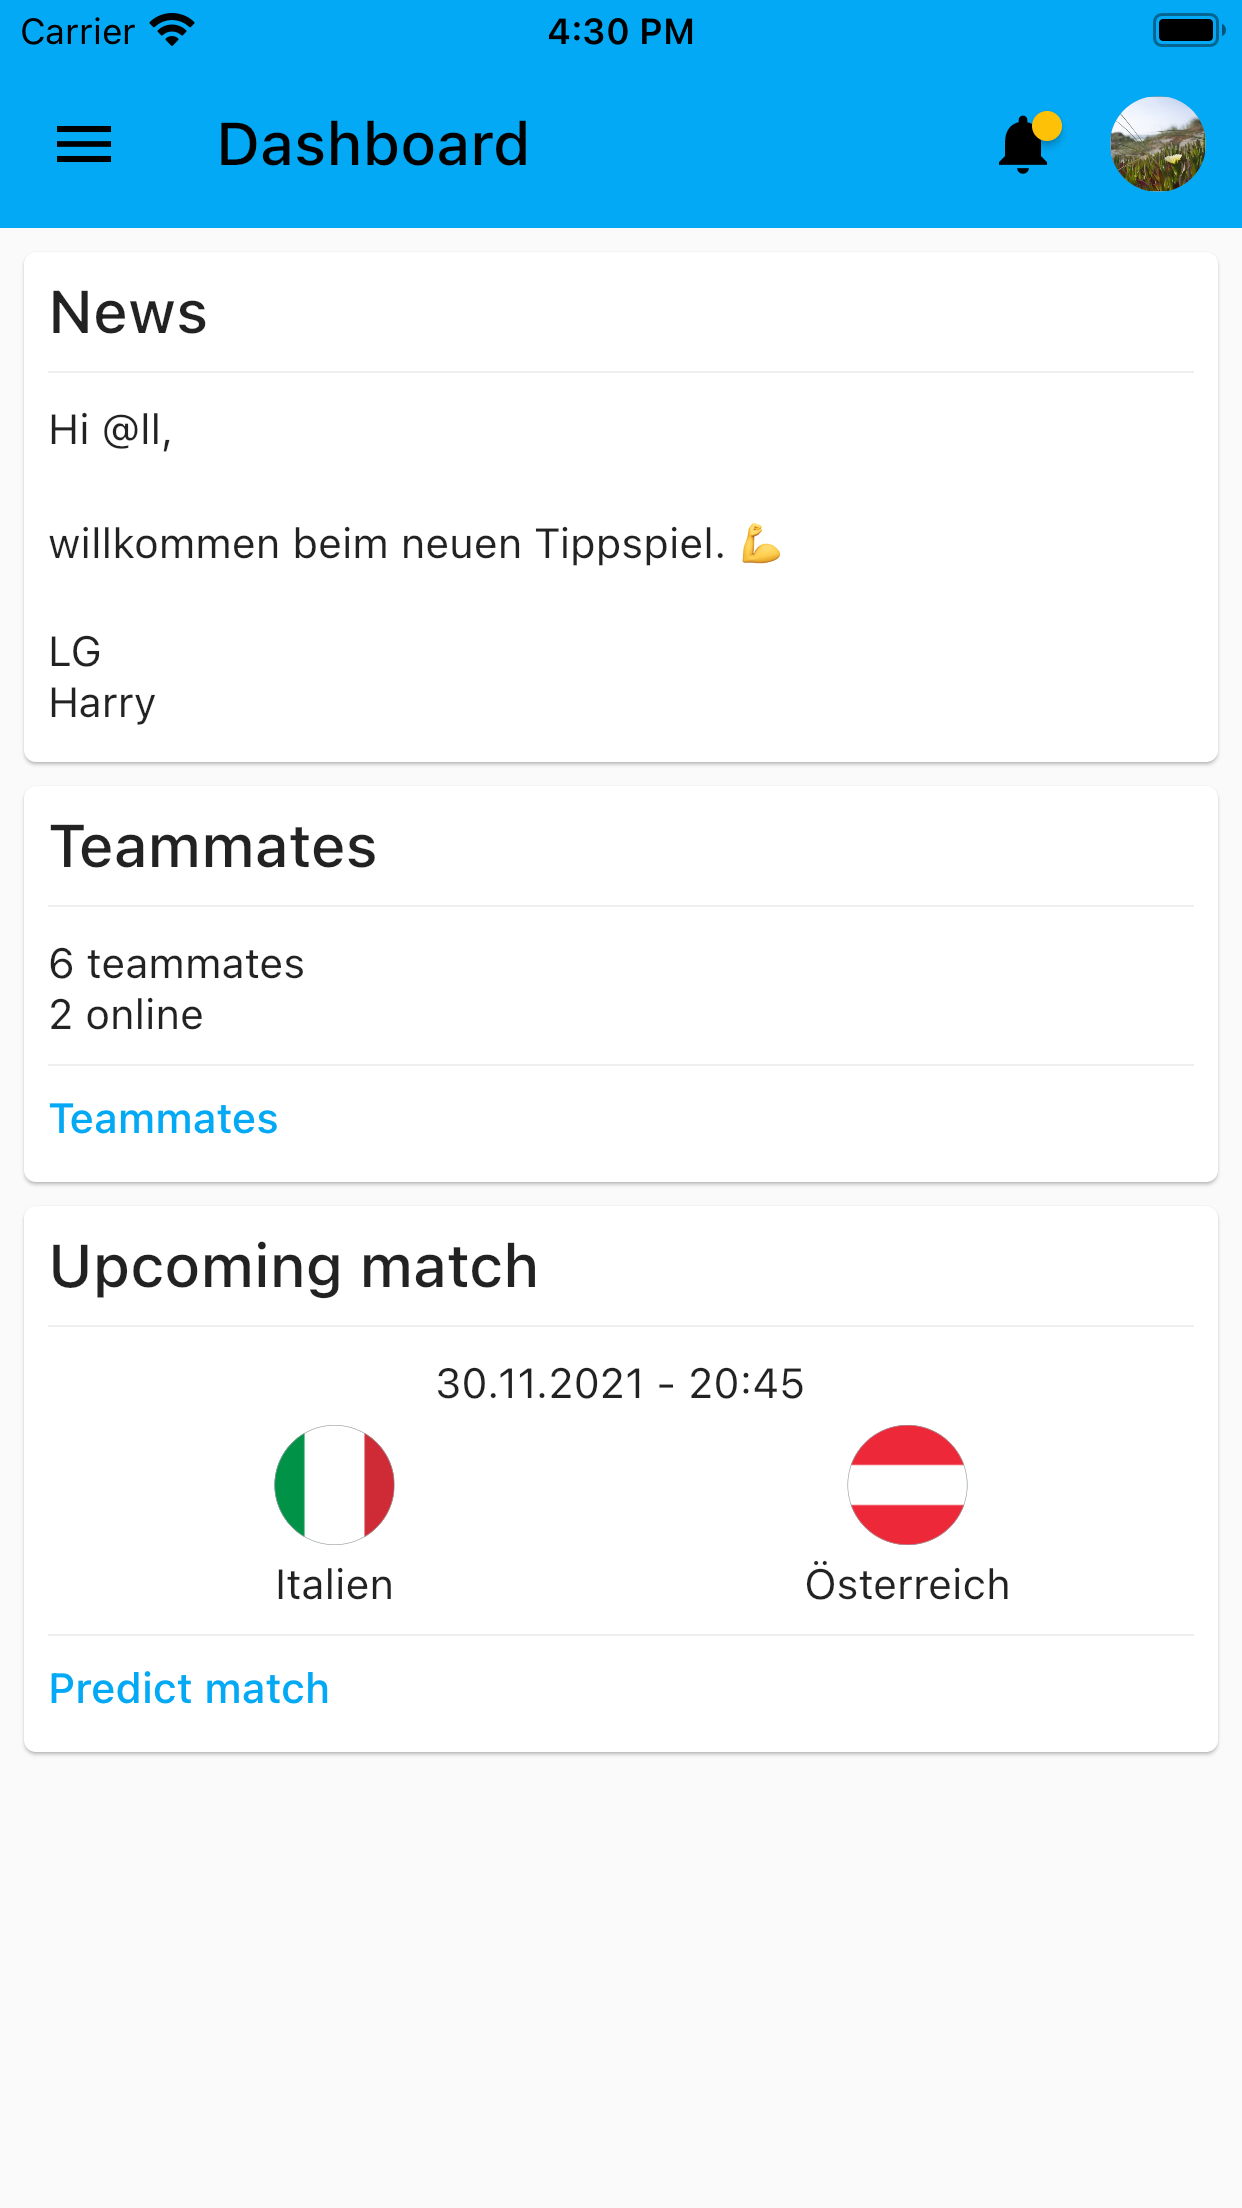 Carrier 4:30 PM
Dashboard
News
Hi @ll,
willkommen beim neuen Tippspiel. 💪
LG
Harry
Teammates
6 teammates
2 online
Teammates
Upcoming match
30.11.2021 - 20:45
Italien Österreich
Predict match